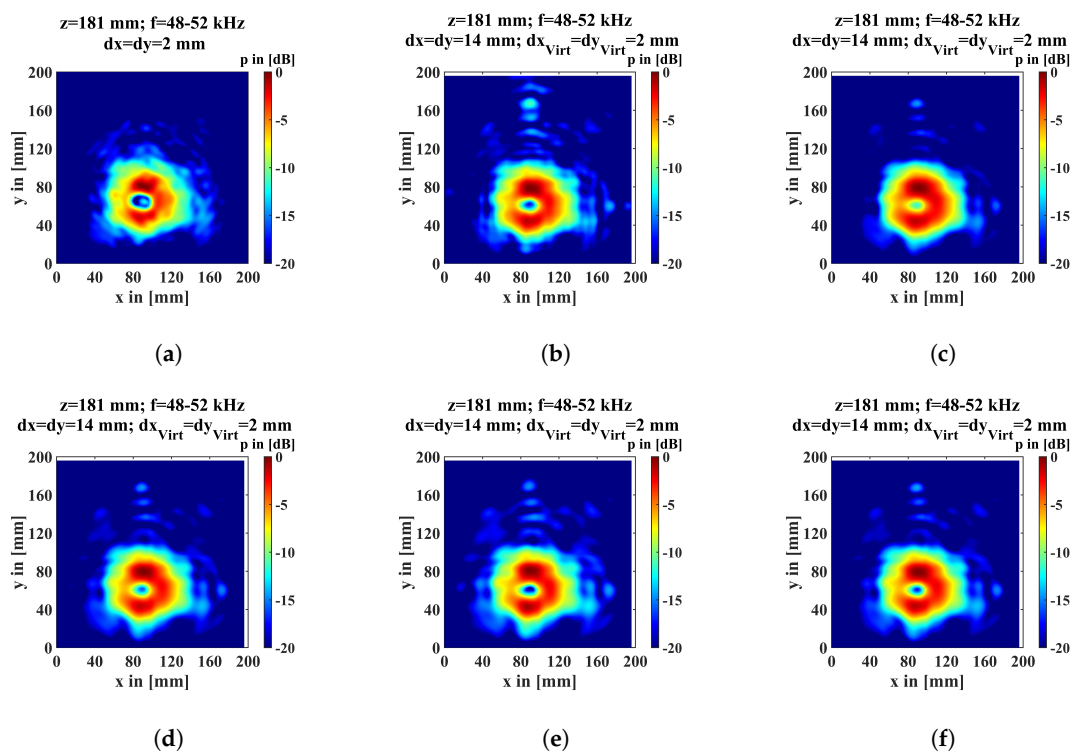 z=181 mm; f=48-52 kHz
dx=dy=2 mm
p in [dB]
200
160
120
80
40
0
y in [mm]
0 40 80 120 160 200
x in [mm]
0
-5
-10
-15
-20
(a)
z=181 mm; f=48-52 kHz
dx=dy=14 mm; dx_Virt=dy_Virt=2 mm
p in [dB]
200
160
120
80
40
0
y in [mm]
0 40 80 120 160 200
x in [mm]
0
-5
-10
-15
-20
(b)
z=181 mm; f=48-52 kHz
dx=dy=14 mm; dx_Virt=dy_Virt=2 mm
p in [dB]
200
160
120
80
40
0
y in [mm]
0 40 80 120 160 200
x in [mm]
0
-5
-10
-15
-20
(c)
z=181 mm; f=48-52 kHz
dx=dy=14 mm; dx_Virt=dy_Virt=2 mm
p in [dB]
200
160
120
80
40
0
y in [mm]
0 40 80 120 160 200
x in [mm]
0
-5
-10
-15
-20
(d)
z=181 mm; f=48-52 kHz
dx=dy=14 mm; dx_Virt=dy_Virt=2 mm
p in [dB]
200
160
120
80
40
0
y in [mm]
0 40 80 120 160 200
x in [mm]
0
-5
-10
-15
-20
(e)
z=181 mm; f=48-52 kHz
dx=dy=14 mm; dx_Virt=dy_Virt=2 mm
p in [dB]
200
160
120
80
40
0
y in [mm]
0 40 80 120 160 200
x in [mm]
0
-5
-10
-15
-20
(f)